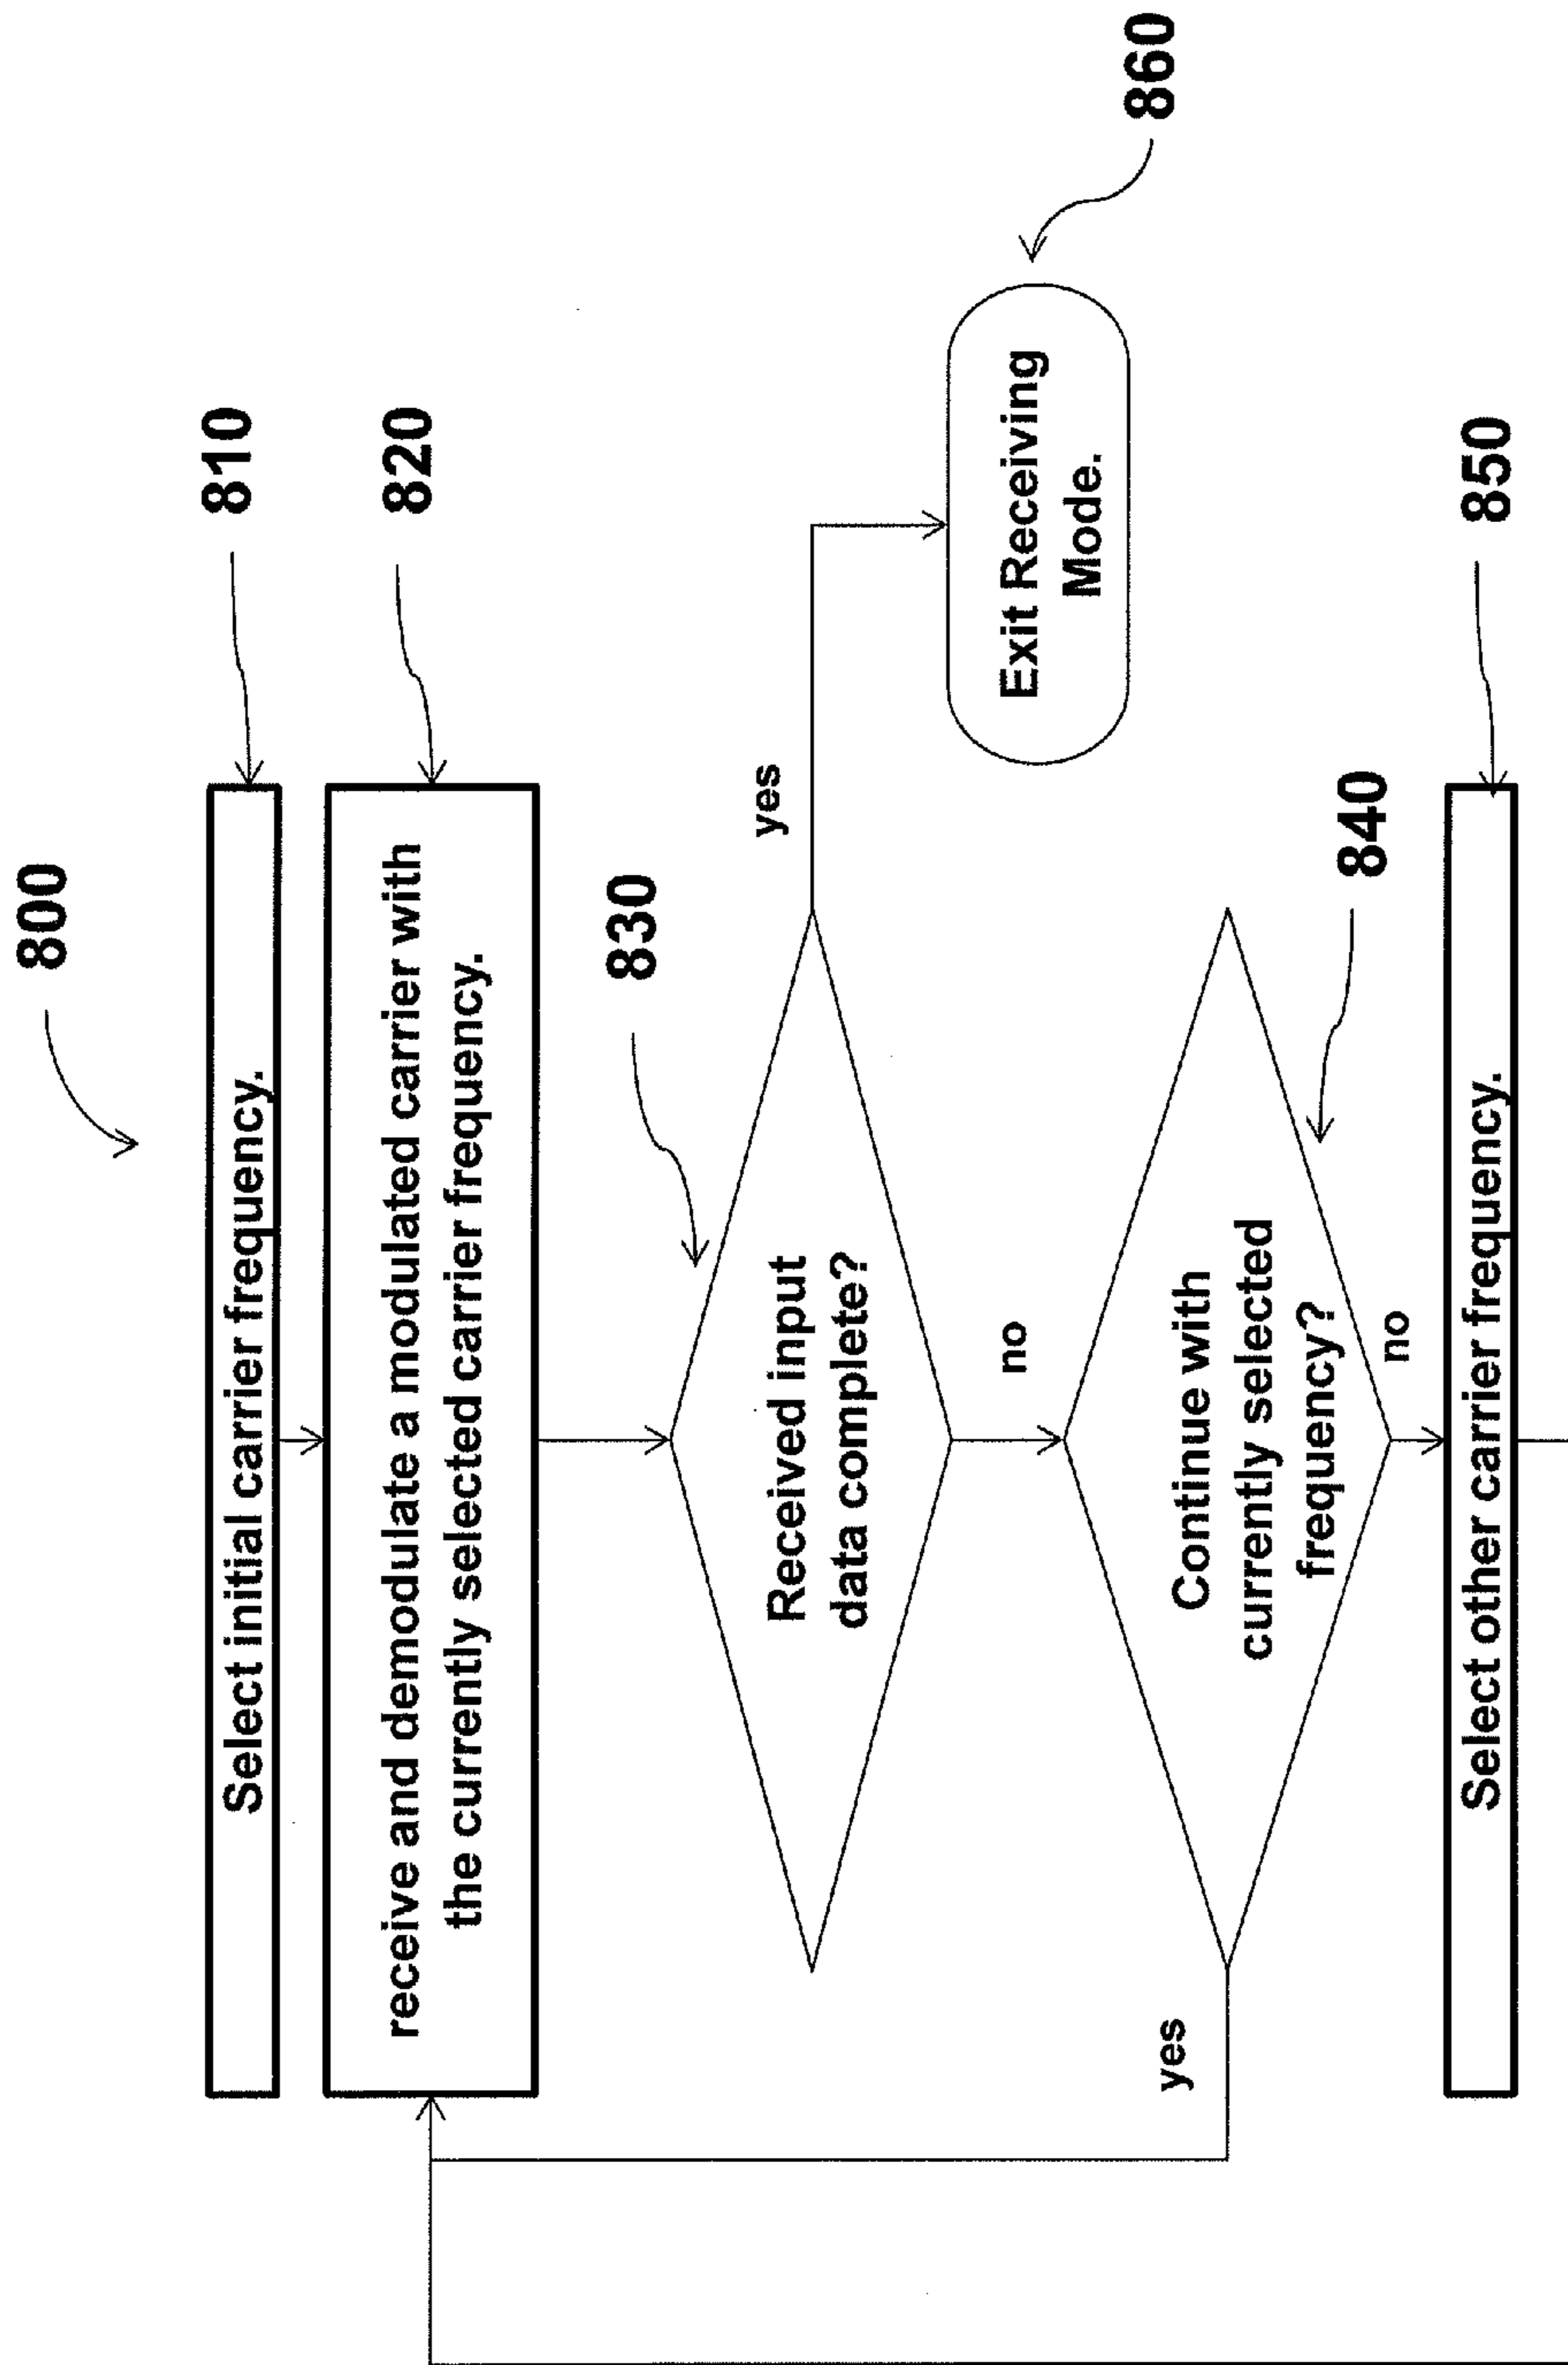 800
Select initial carrier frequency.
810
receive and demodulate a modulated carrier with
the currently selected carrier frequency.
820
830
Received input
data complete?
yes
Exit Receiving
Mode.
860
no
Continue with
currently selected
frequency?
840
yes
no
Select other carrier frequency.
850